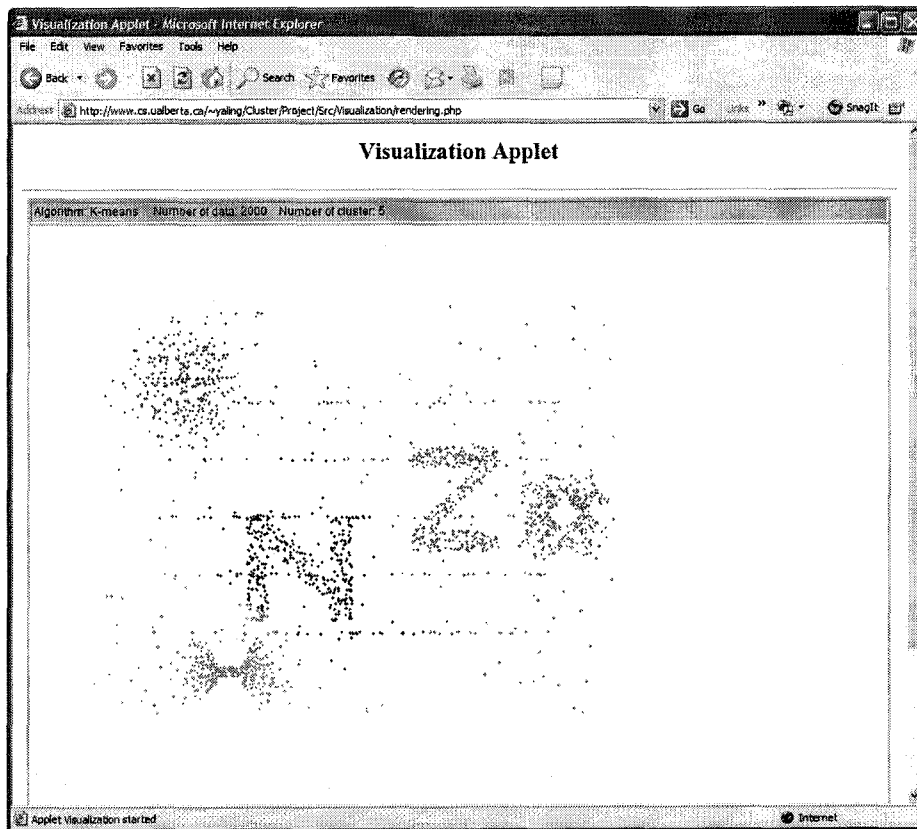 Visualization Applet - Microsoft Internet Explorer
File Edit View Favorites Tools Help
Back Search Favorites
Address http://www.cs.ualberta.ca/~yaling/Cluster/Project/Src/Visualization/rendering.php Go Links » SnagIt
Visualization Applet
Algorithm: K-means Number of data: 2000 Number of cluster: 5
Applet Visualization started Internet